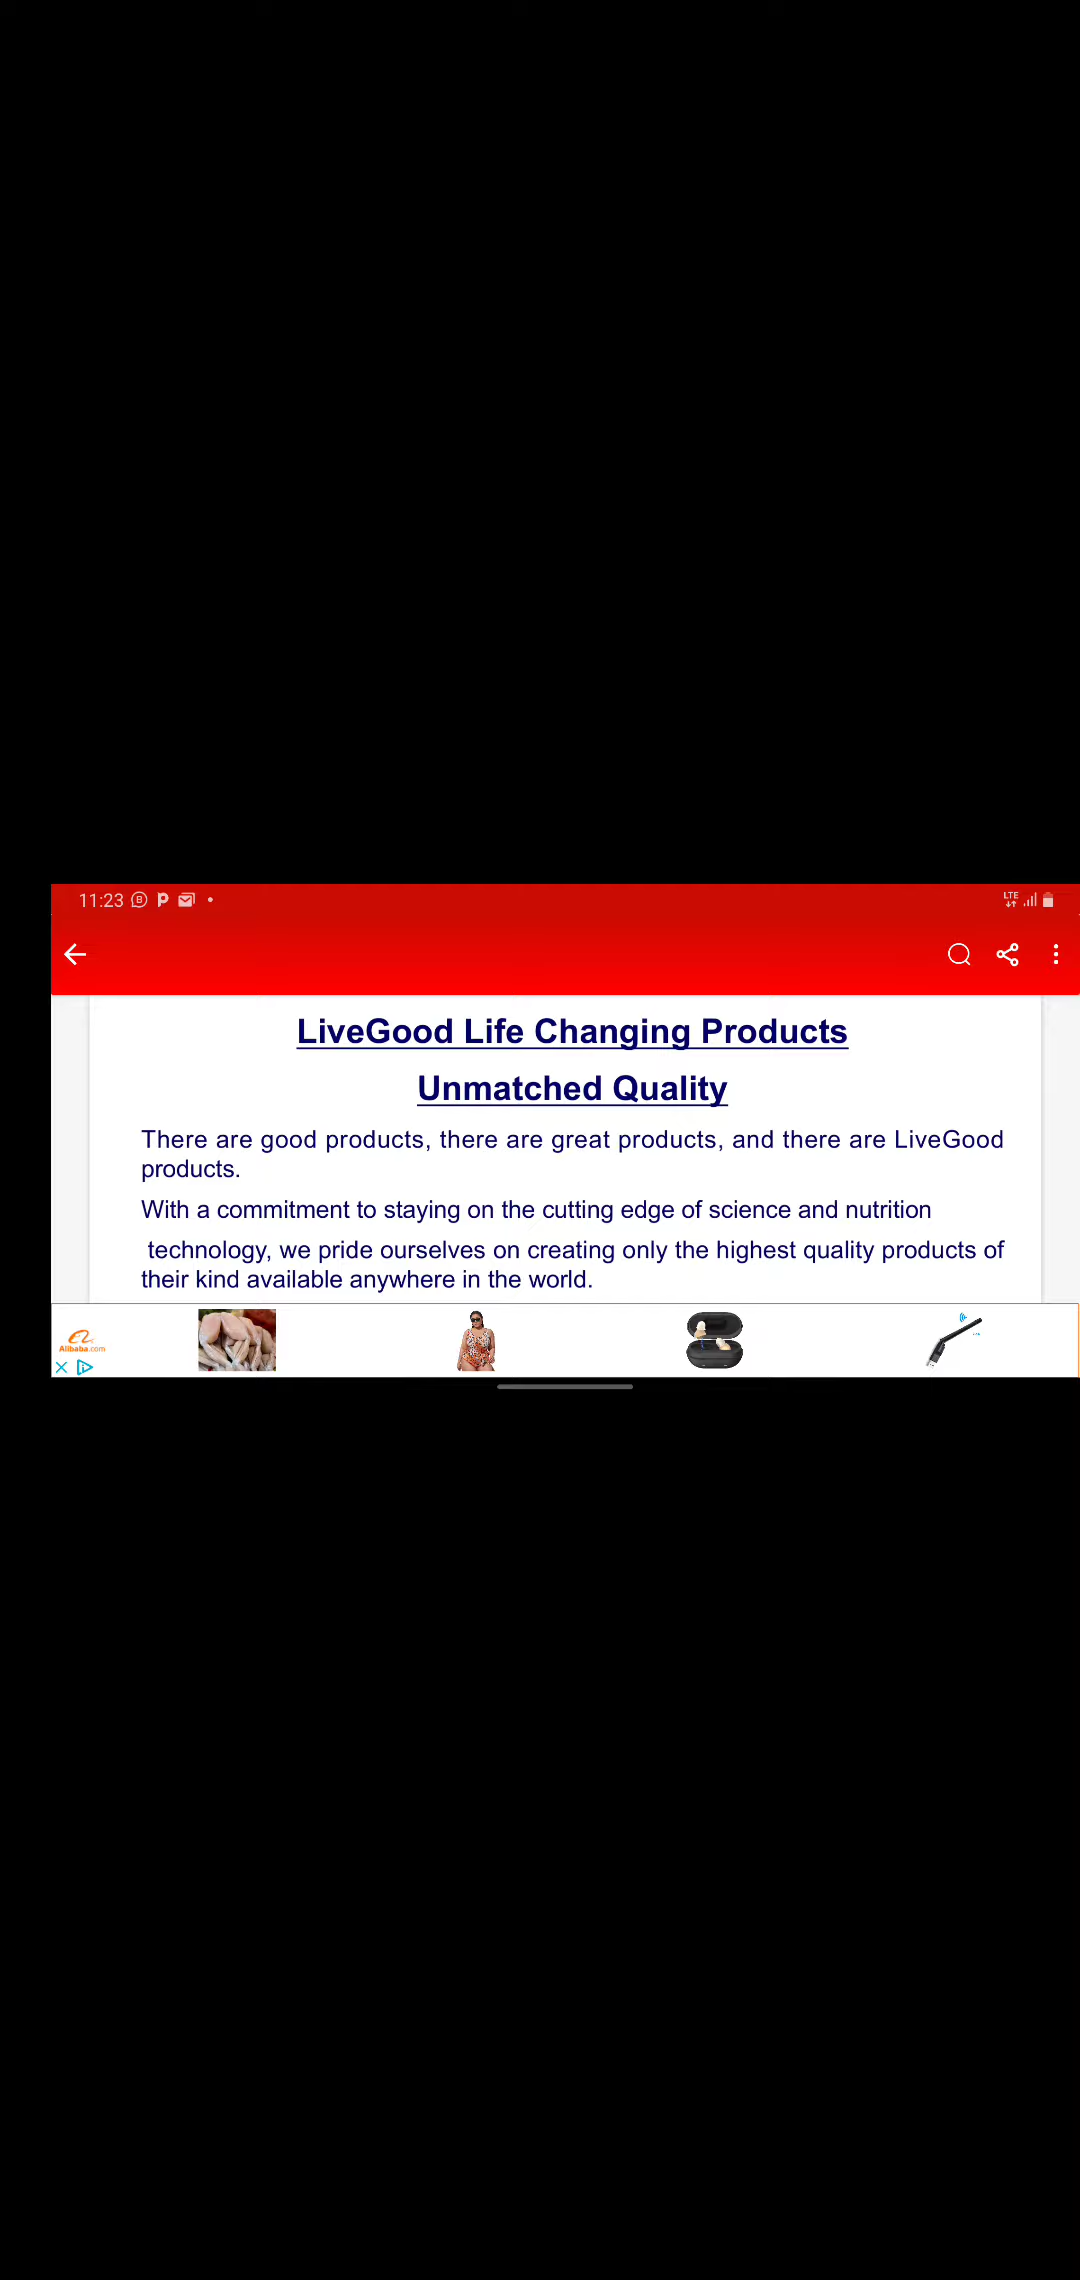 11:23
LTE
LiveGood Life Changing Products
Unmatched Quality
There are good products, there are great products, and there are LiveGood
products.
With a commitment to staying on the cutting edge of science and nutrition
technology, we pride ourselves on creating only the highest quality products of
their kind available anywhere in the world.
Alibaba.com